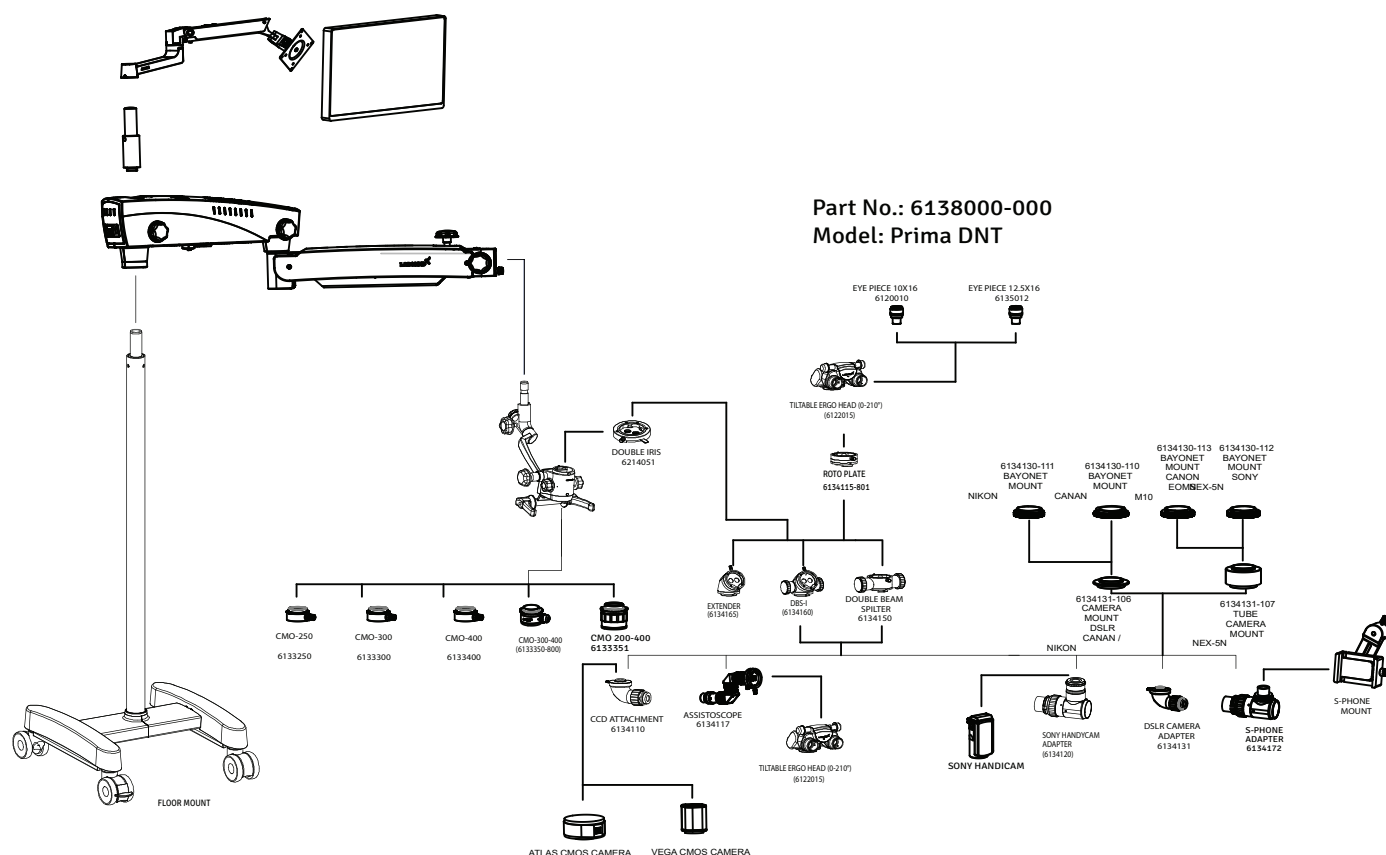 Part No.: 6138000-000
Model: Prima DNT
EYE PIECE 10X16
6120010
EYE PIECE 12.5X16
6135012
TILTABLE ERGO HEAD (0-210°)
(6122015)
ROTO PLATE
6134115-801
DOUBLE IRIS
6214051
6134130-111
BAYONET
MOUNT
NIKON
6134130-110
BAYONET
MOUNT
CANAN
6134130-113
BAYONET
MOUNT
CANON
EOMS
M10
6134130-112
BAYONET
MOUNT
SONY
NEX-5N
EXTENDER
(6134165)
DBS-I
(6134160)
DOUBLE BEAM
SPILTER
6134150
6134131-106
CAMERA
MOUNT
DSLR
CANAN /
NIKON
6134131-107
TUBE
CAMERA
MOUNT
NEX-5N
CMO-250
6133250
CMO-300
6133300
CMO-400
6133400
CMO-300-400
(6133350-800)
CMO 200-400
6133351
CCD ATTACHMENT
6134110
ASSISTOSCOPE
6134117
TILTABLE ERGO HEAD (0-210°)
(6122015)
SONY HANDICAM
SONY HANDYCAM
ADAPTER
(6134120)
DSLR CAMERA
ADAPTER
6134131
S-PHONE
ADAPTER
6134172
S-PHONE
MOUNT
FLOOR MOUNT
ATLAS CMOS CAMERA
VEGA CMOS CAMERA